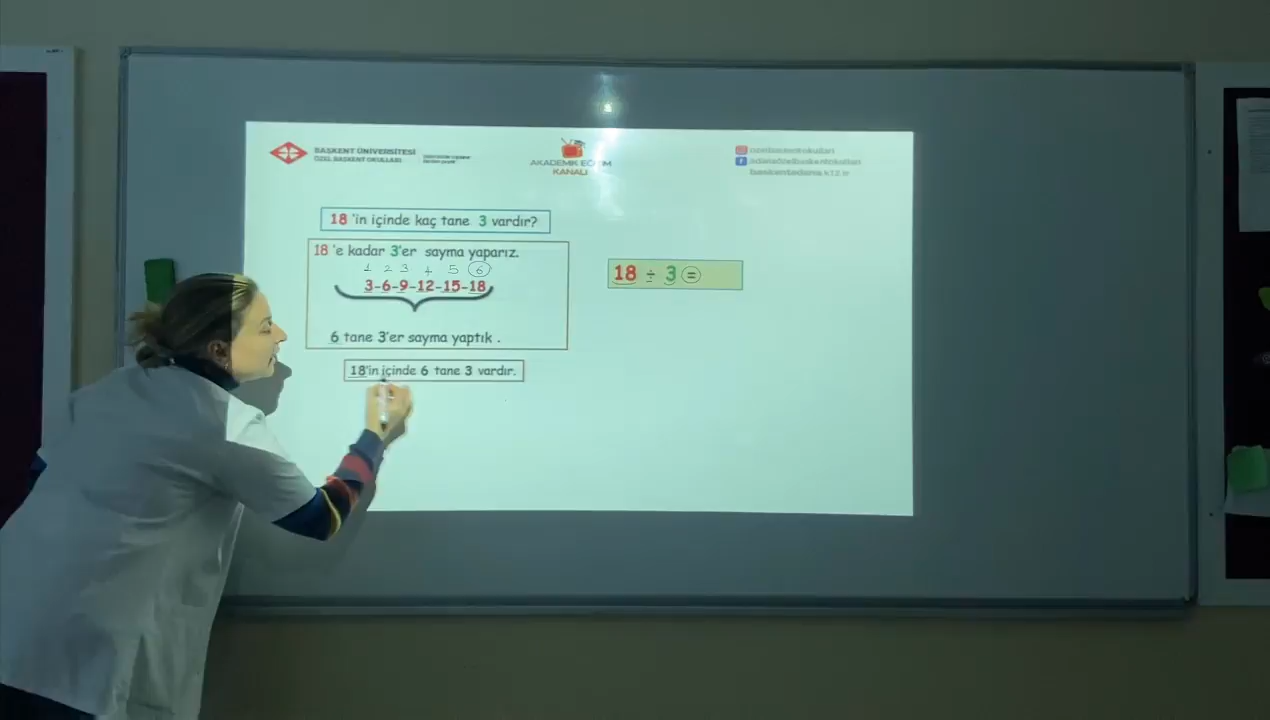 BAŞKENT ÜNİVERSİTESİ
ÖZEL BAŞKENT OKULLARI
AKADEMİK EĞİTİM
KANALI
18 'in içinde kaç tane 3 vardır?
18 'e kadar 3'er sayma yaparız.
1 2 3 4 5 6
3-6-9-12-15-18
6 tane 3'er sayma yaptık .
18'in içinde 6 tane 3 vardır.
18 ÷ 3 =